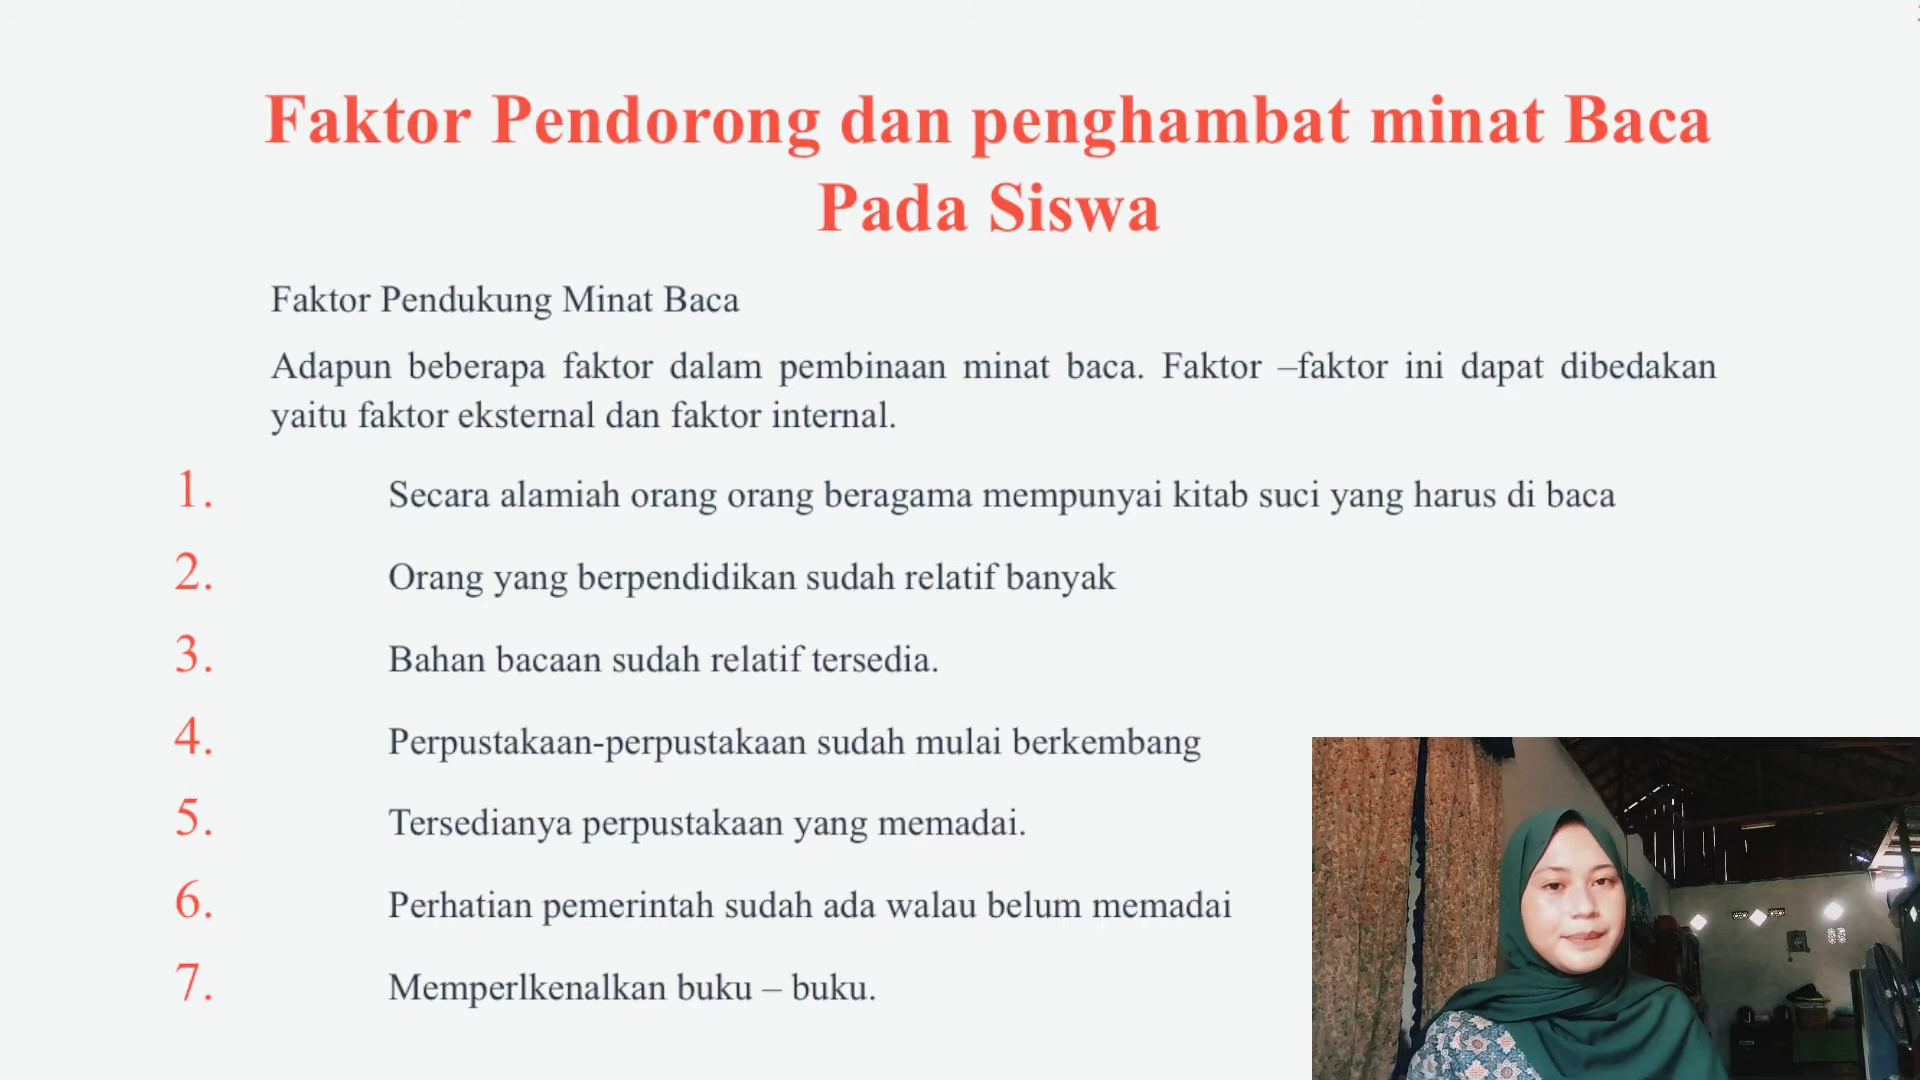 Faktor Pendorong dan penghambat minat Baca
Pada Siswa
Faktor Pendukung Minat Baca
Adapun beberapa faktor dalam pembinaan minat baca. Faktor –faktor ini dapat dibedakan
yaitu faktor eksternal dan faktor internal.
1. Secara alamiah orang orang beragama mempunyai kitab suci yang harus di baca
2. Orang yang berpendidikan sudah relatif banyak
3. Bahan bacaan sudah relatif tersedia.
4. Perpustakaan-perpustakaan sudah mulai berkembang
5. Tersedianya perpustakaan yang memadai.
6. Perhatian pemerintah sudah ada walau belum memadai
7. Memperlkenalkan buku – buku.